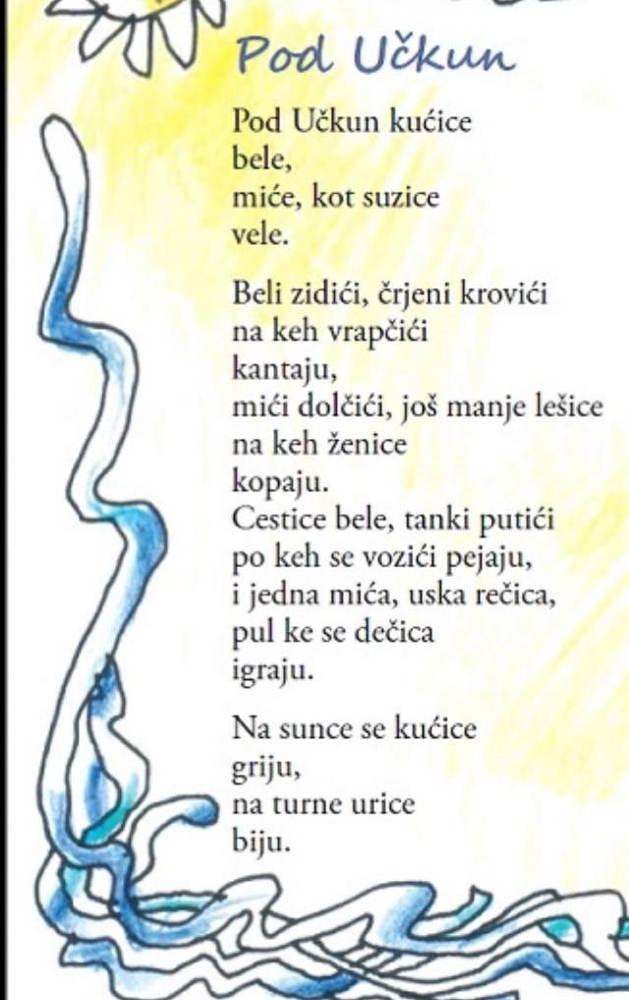 Pod Učkun
Pod Učkun kućice
bele,
miće, kot suzice
vele.
Beli zidići, črjeni krovići
na keh vrapčići
kantaju,
mići dolčići, još manje lešice
na keh ženice
kopaju.
Cestice bele, tanki putići
po keh se vozići pejaju,
i jedna mića, uska rečica,
pul ke se dečica
igraju.
Na sunce se kućice
griju,
na turne urice
biju.